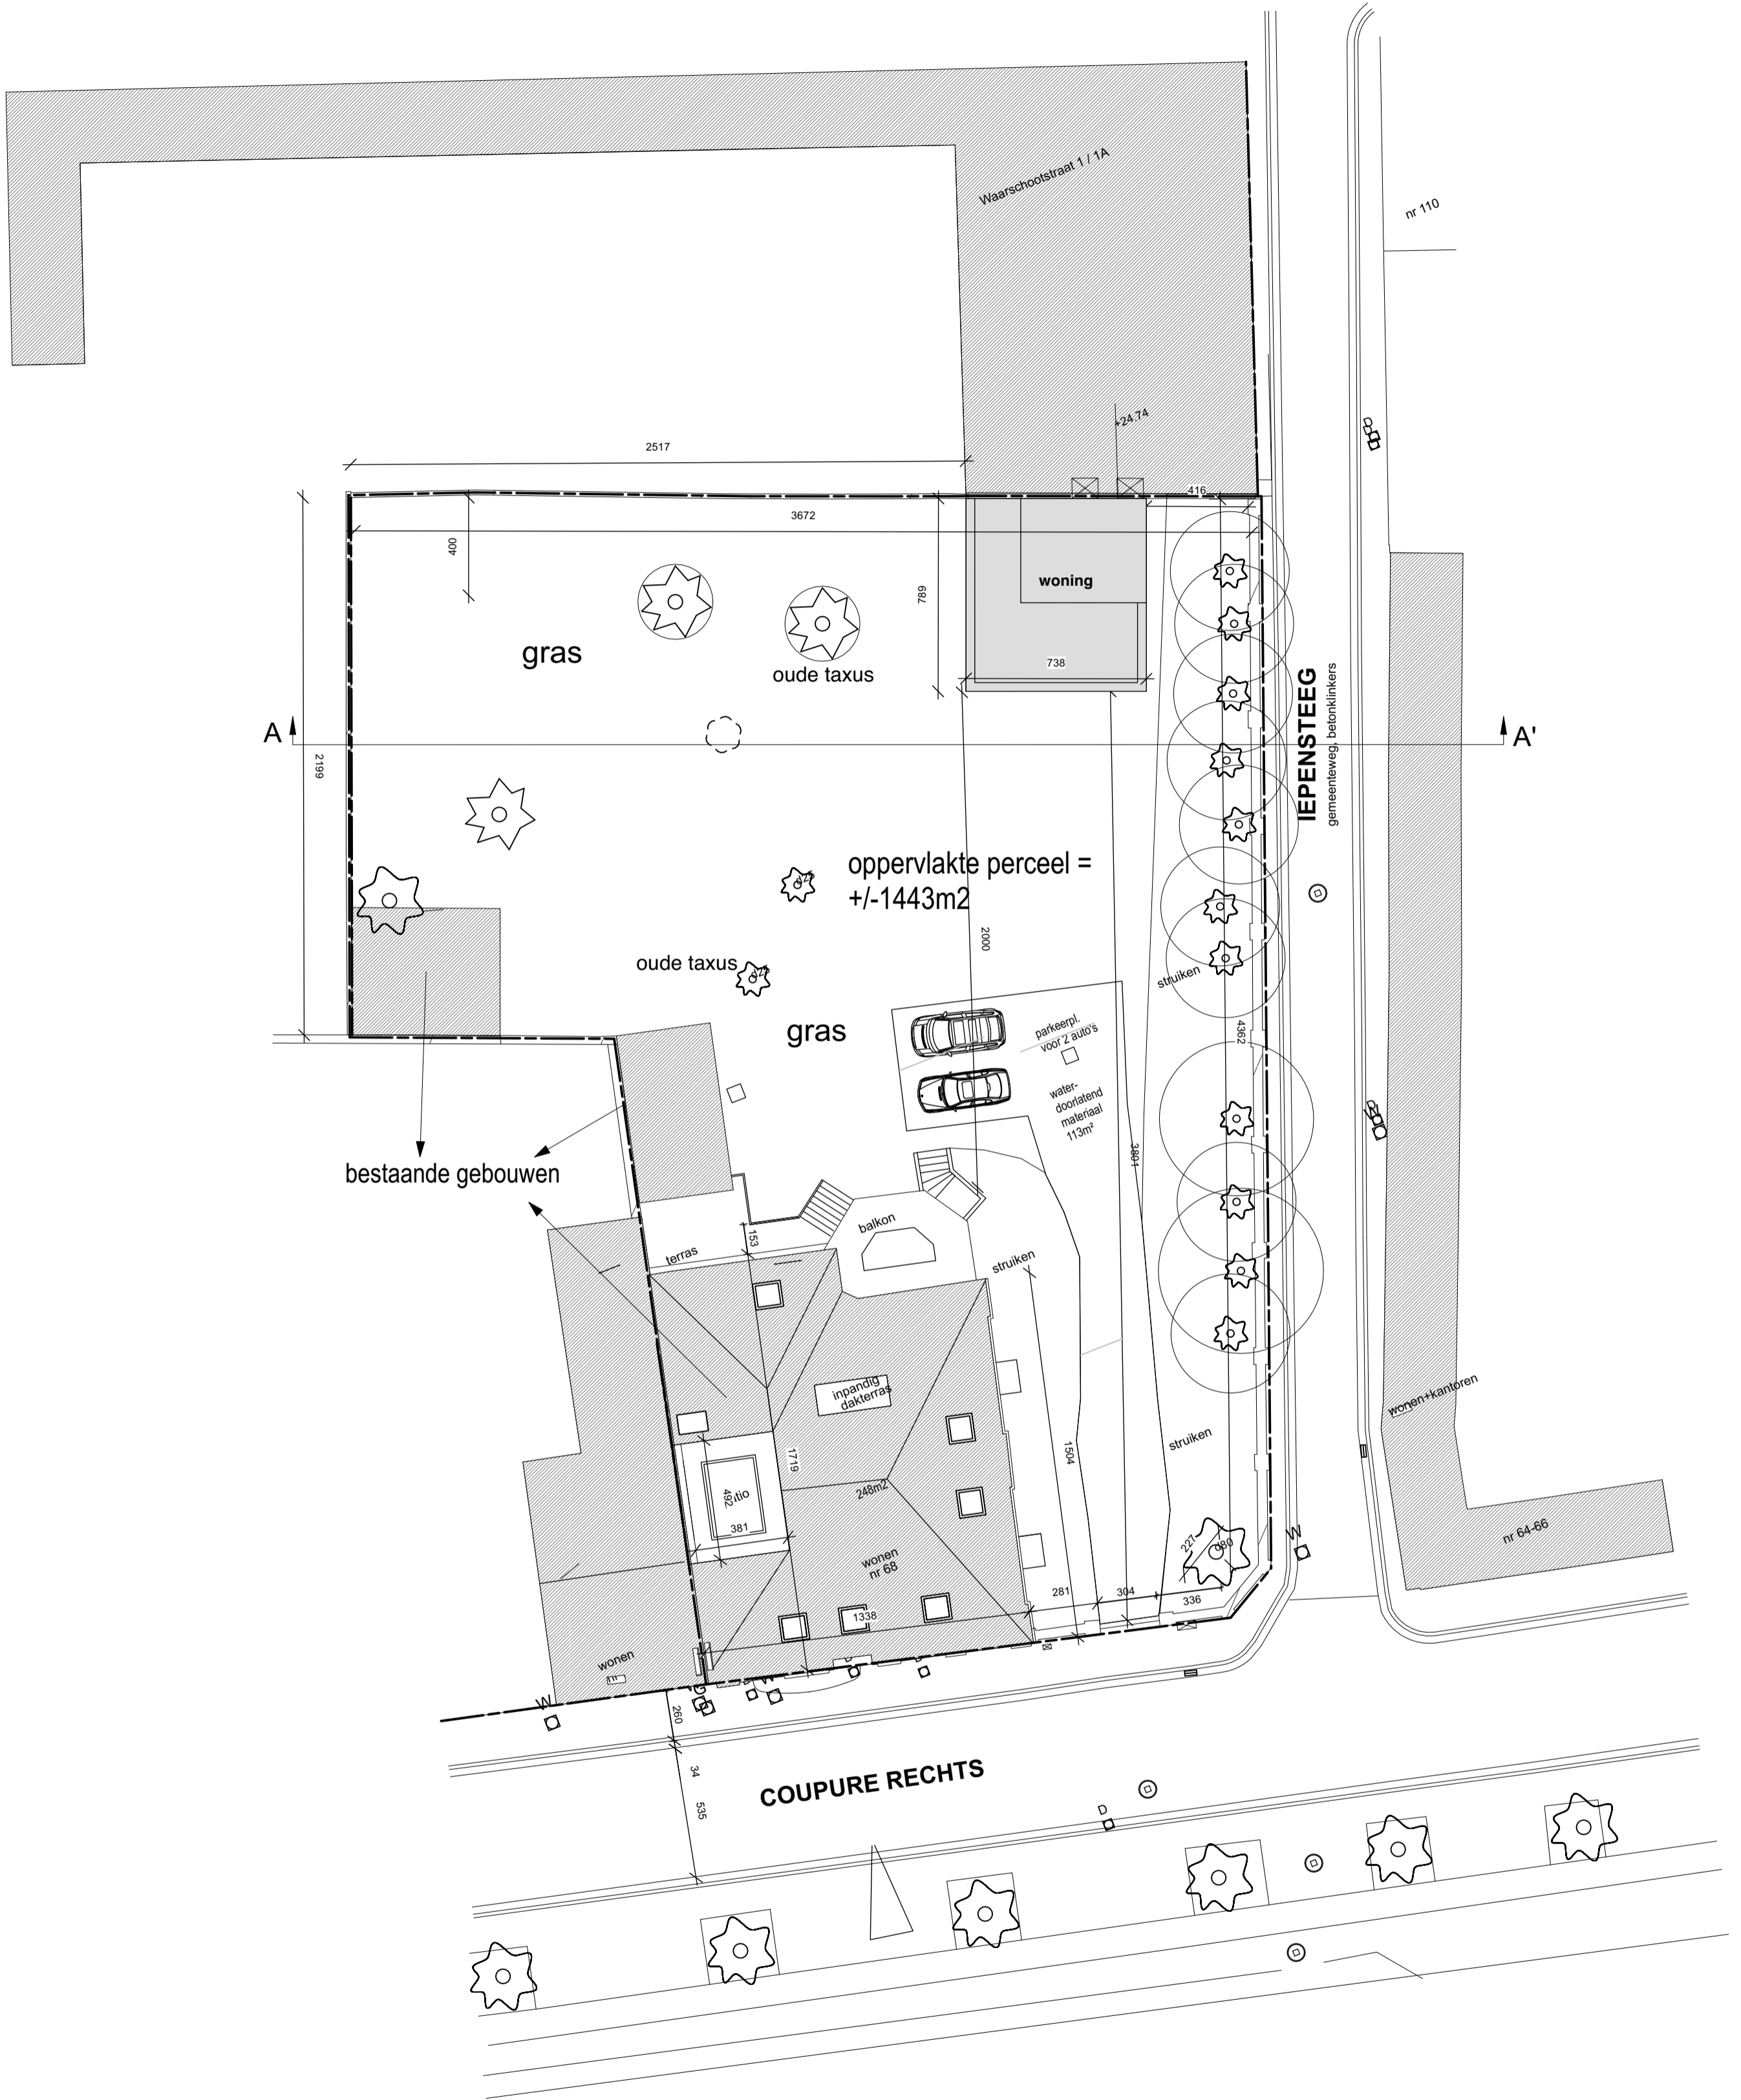 Waarschootstraat 1 / 1A
nr 110
+24.74
2517
416
3672
400
789
woning
738
gras
oude taxus
IEPENSTEEG
gemeenteweg, betonklinkers
A
A'
2199
oppervlakte perceel =
+/-1443m2
d25
2000
oude taxus
d25
struiken
gras
parkeerpl.
voor 2 auto's
4362
water-
doorlatend
materiaal
113m²
3801
bestaande gebouwen
balkon
153
terras
struiken
inpandig
dakterras
wonen+kantoren
struiken
1504
1719
248m2
492
381
wonen
nr 68
227
d80
W
nr 64-66
281
304
336
1338
wonen
W
D
260
34
535
COUPURE RECHTS
D